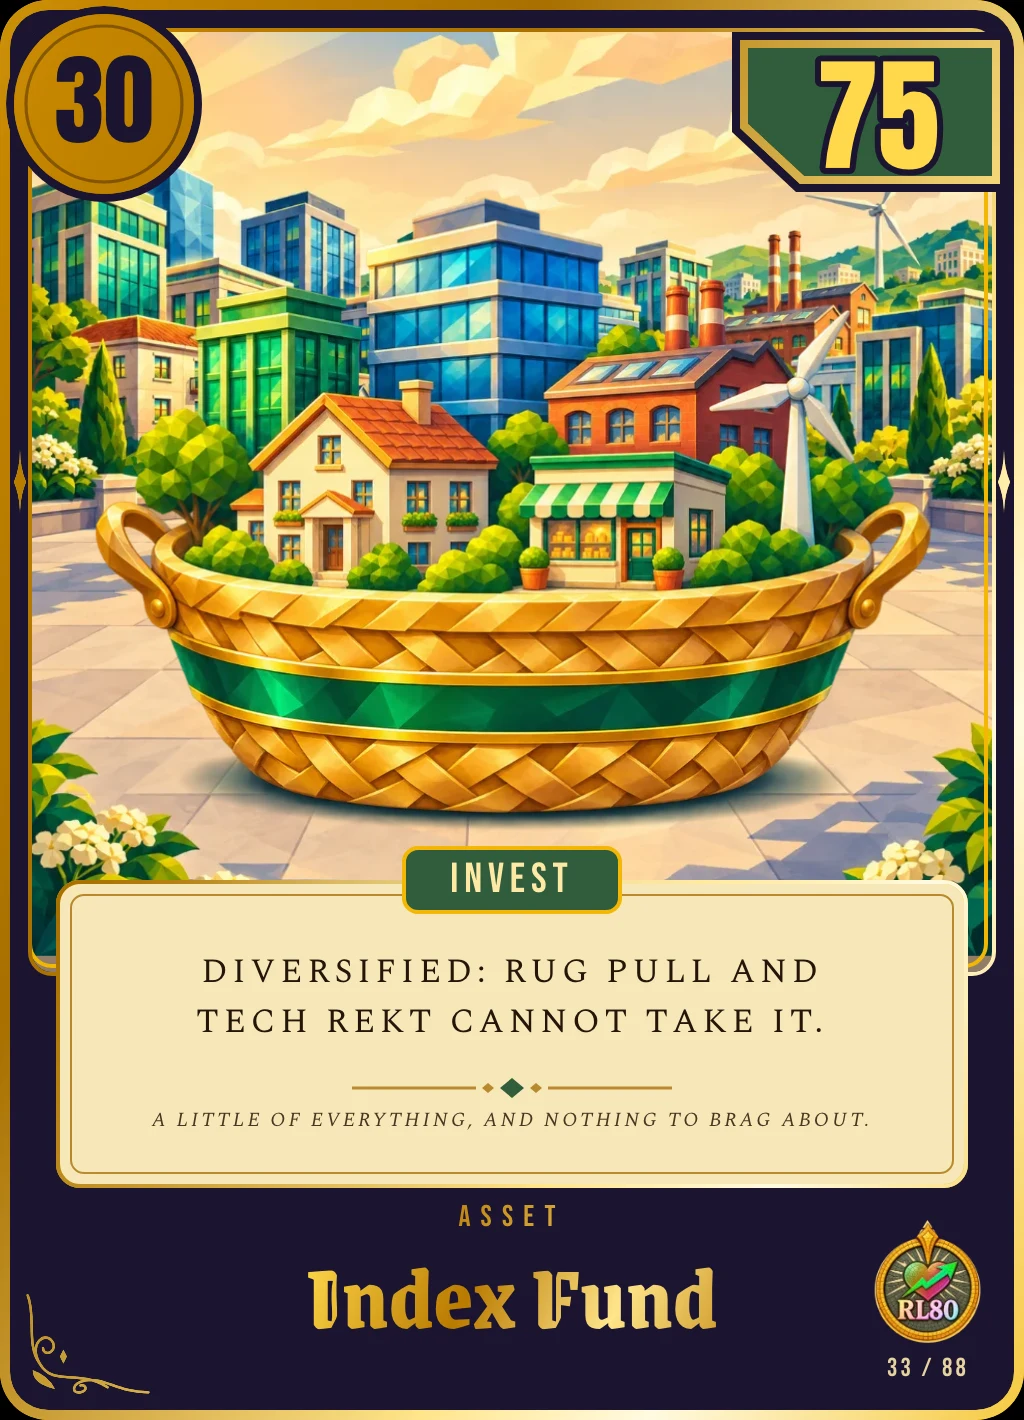 30
75
INVEST
DIVERSIFIED: RUG PULL AND
TECH REKT CANNOT TAKE IT.
A LITTLE OF EVERYTHING, AND NOTHING TO BRAG ABOUT.
ASSET
Index Fund
RL80
33 / 88